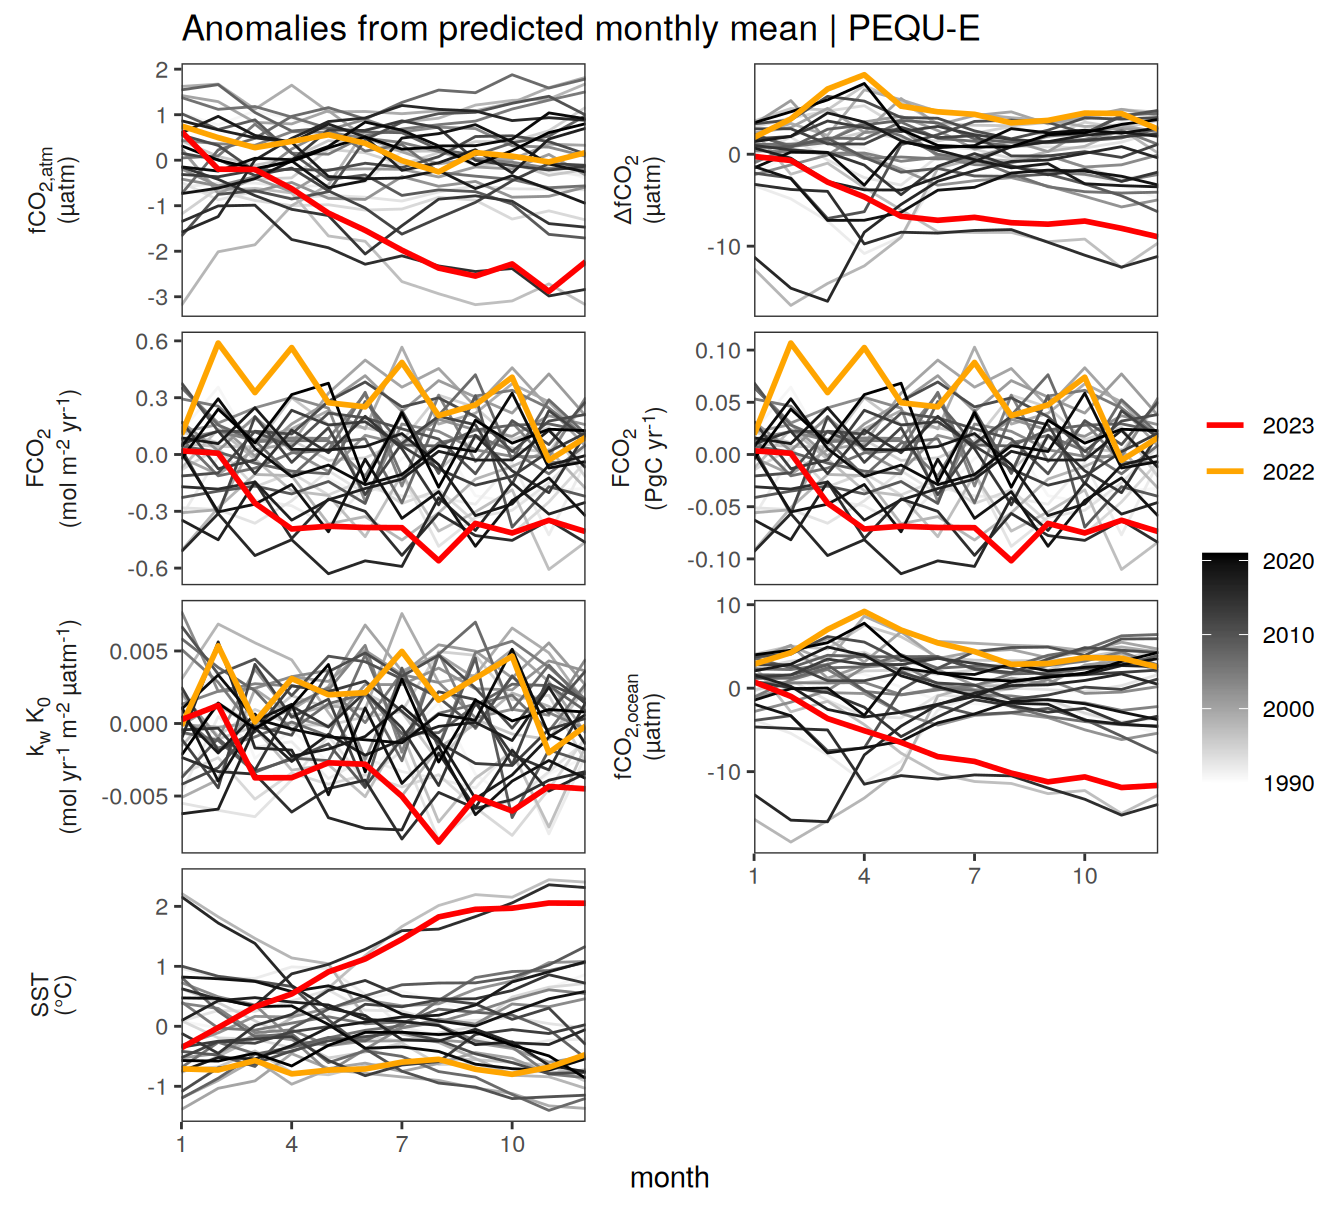 Anomalies from predicted monthly mean | PEQU-E
fCO2,atm
(µatm)
2
1
0
-1
-2
-3
ΔfCO2
(µatm)
0
-10
FCO2
(mol m-2 yr-1)
0.6
0.3
0.0
-0.3
-0.6
FCO2
(PgC yr-1)
0.10
0.05
0.00
-0.05
-0.10
kw K0
(mol yr-1 m-2 µatm-1)
0.005
0.000
-0.005
fCO2,ocean
(µatm)
10
0
-10
1 4 7 10
SST
(°C)
2
1
0
-1
1 4 7 10
month
2023
2022
2020
2010
2000
1990